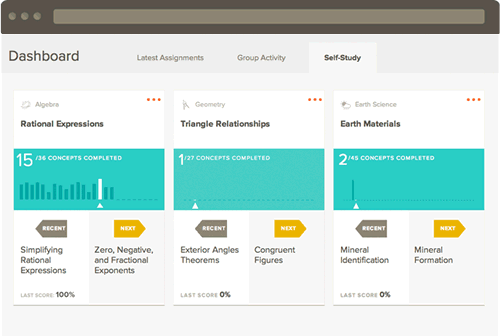 Dashboard
Latest Assignments
Group Activity
Self-Study
Algebra
Rational Expressions
15/36 CONCEPTS COMPLETED
RECENT
NEXT
Simplifying
Rational
Expressions
Zero, Negative,
and Fractional
Exponents
LAST SCORE: 100%
Geometry
Triangle Relationships
1/27 CONCEPTS COMPLETED
RECENT
NEXT
Exterior Angles
Theorems
Congruent
Figures
LAST SCORE 0%
Earth Science
Earth Materials
2/45 CONCEPTS COMPLETED
RECENT
NEXT
Mineral
Identification
Mineral
Formation
LAST SCORE 0%